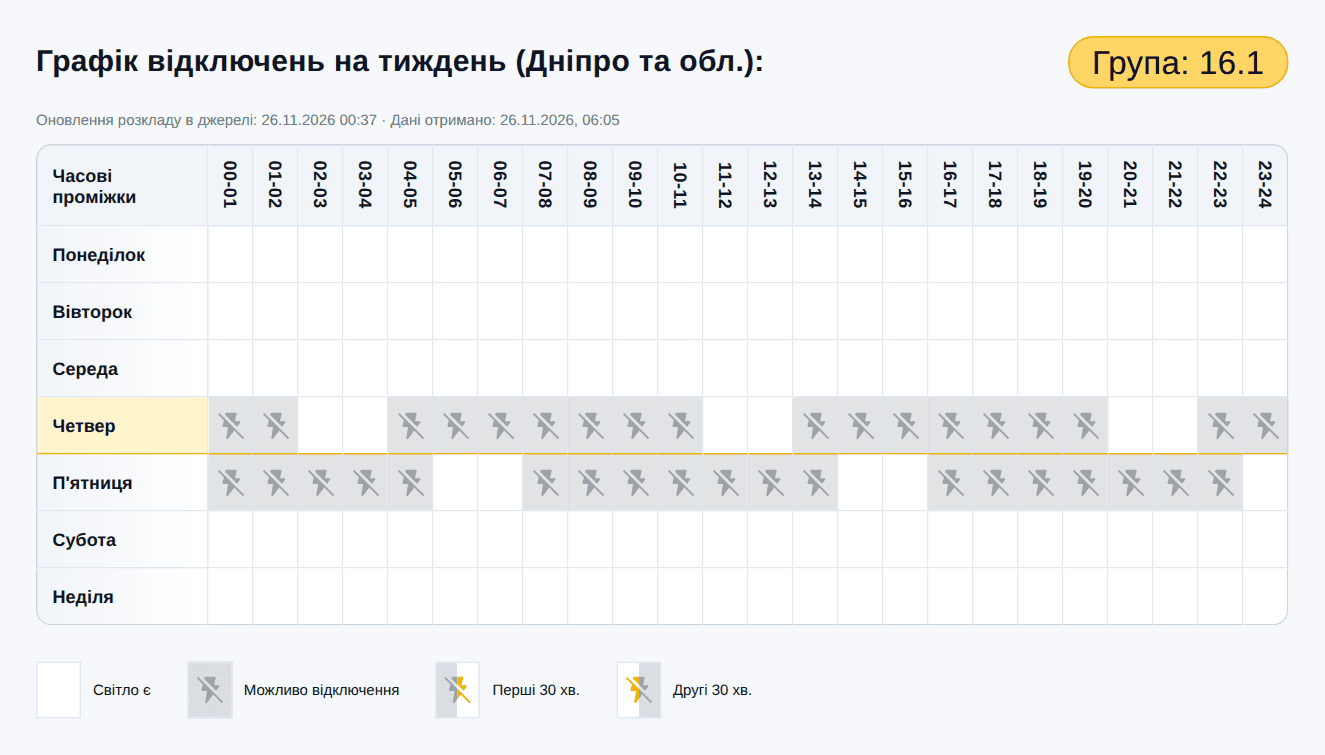 Графік відключень на тиждень (Дніпро та обл.):
Група: 16.1
Оновлення розкладу в джерелі: 26.11.2026 00:37 · Дані отримано: 26.11.2026, 06:05
Часові
проміжки
00-01
01-02
02-03
03-04
04-05
05-06
06-07
07-08
08-09
09-10
10-11
11-12
12-13
13-14
14-15
15-16
16-17
17-18
18-19
19-20
20-21
21-22
22-23
23-24
Понеділок
Вівторок
Середа
Четвер
П'ятниця
Субота
Неділя
Світло є
Можливо відключення
Перші 30 хв.
Другі 30 хв.